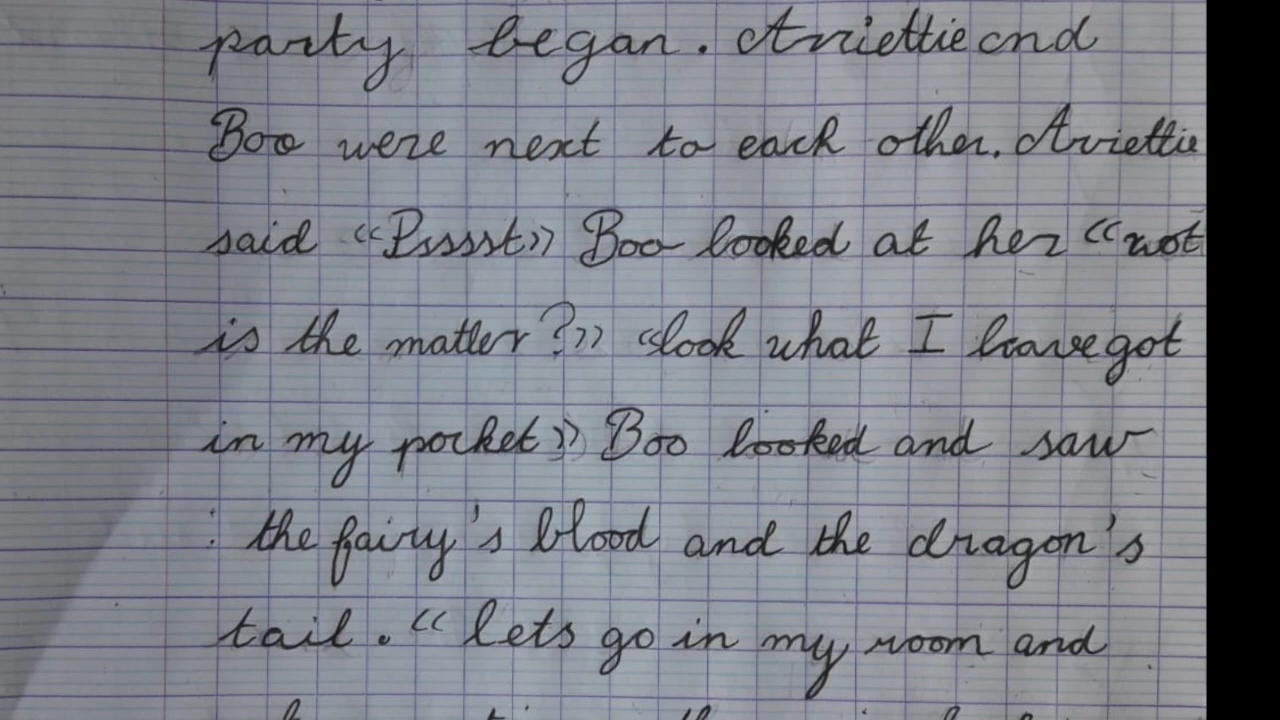 party began. Arriettie and
Boo were next to each other. Arriettie
said «Psssst» Boo looked at her «wot
is the matter?» «look what I have got
in my pocket» Boo looked and saw
: the fairy's blood and the dragon's
tail. « lets go in my room and